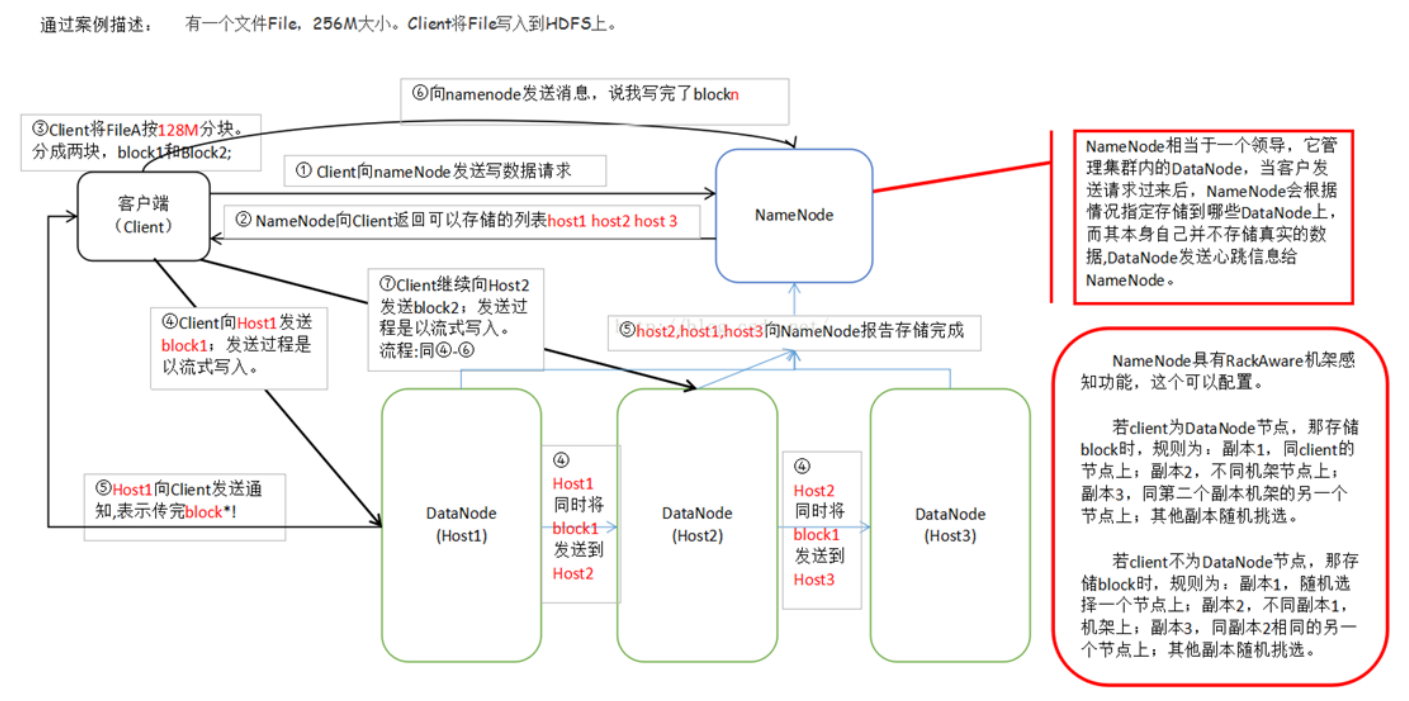 通过案例描述： 有一个文件File，256M大小。Client将File写入到HDFS上。
⑥向namenode发送消息，说我写完了blockn
③Client将FileA按128M分块。
分成两块，block1和Block2;
① Client向nameNode发送写数据请求
客户端
（Client）
② NameNode向Client返回可以存储的列表host1 host2 host 3
NameNode
NameNode相当于一个领导，它管
理集群内的DataNode，当客户发
送请求过来后，NameNode会根据
情况指定存储到哪些DataNode上，
而其本身自己并不存储真实的数
据,DataNode发送心跳信息给
NameNode。
⑦Client继续向Host2
发送block2；发送过
程是以流式写入。
流程:同④-⑥
④Client向Host1发送
block1；发送过程是
以流式写入。
⑤host2,host1,host3向NameNode报告存储完成
NameNode具有RackAware机架感
知功能，这个可以配置。
若client为DataNode节点，那存储
block时，规则为：副本1，同client的
节点上；副本2，不同机架节点上；
副本3，同第二个副本机架的另一个
节点上；其他副本随机挑选。
若client不为DataNode节点，那存
储block时，规则为：副本1，随机选
择一个节点上；副本2，不同副本1，
机架上；副本3，同副本2相同的另一
个节点上；其他副本随机挑选。
⑤Host1向Client发送通
知,表示传完block*!
DataNode
(Host1)
④
Host1
同时将
block1
发送到
Host2
DataNode
(Host2)
④
Host2
同时将
block1
发送到
Host3
DataNode
(Host3)